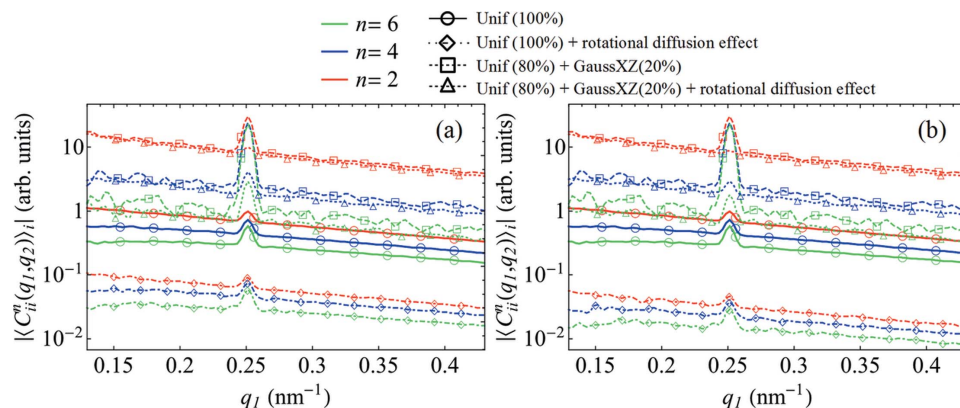 n= 6
n= 4
n= 2
Unif (100%)
Unif (100%) + rotational diffusion effect
Unif (80%) + GaussXZ(20%)
Unif (80%) + GaussXZ(20%) + rotational diffusion effect
(a)
|⟨Cⁿᵢᵢ(q₁,q₂)⟩ᵢ| (arb. units)
10
1
10⁻¹
10⁻²
0.15 0.2 0.25 0.3 0.35 0.4
q₁ (nm⁻¹)
(b)
|⟨Cⁿᵢᵢ(q₁,q₂)⟩ᵢ| (arb. units)
10
1
10⁻¹
10⁻²
0.15 0.2 0.25 0.3 0.35 0.4
q₁ (nm⁻¹)